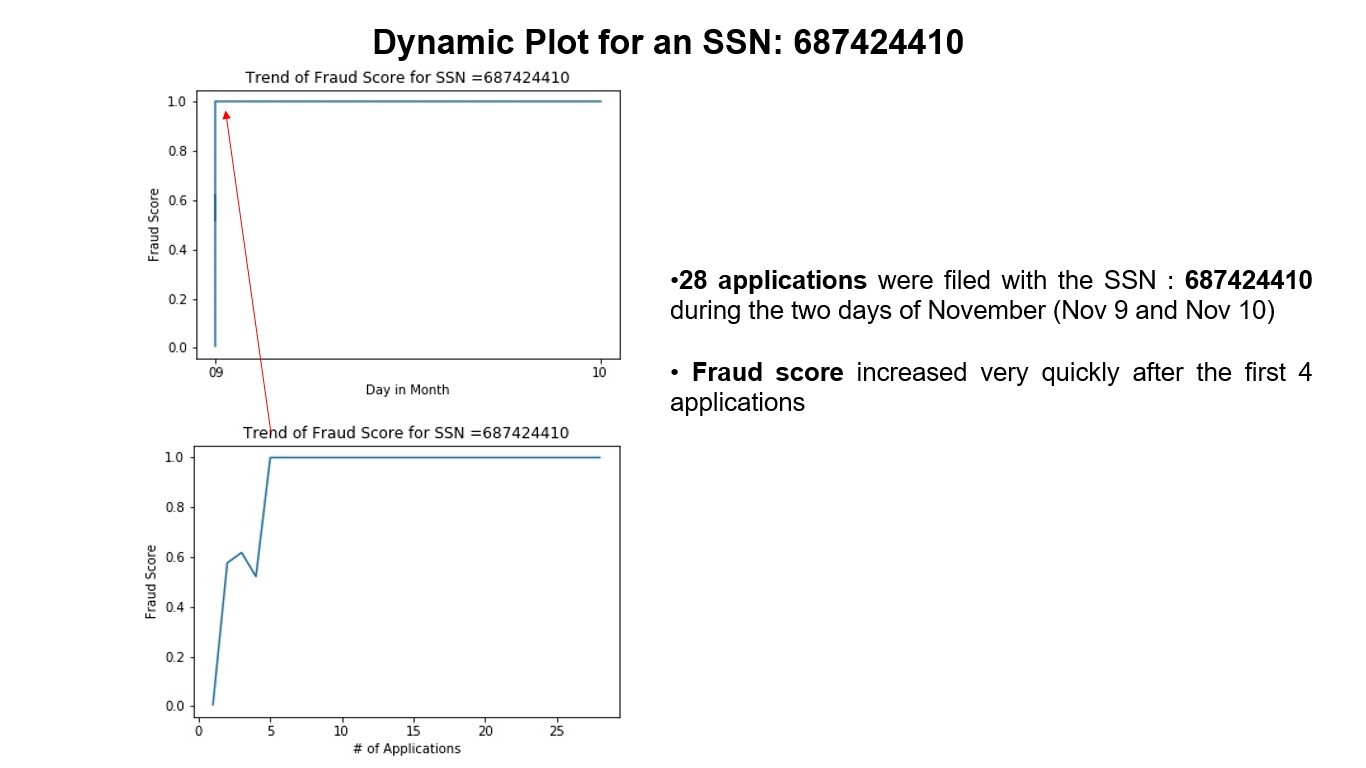 Dynamic Plot for an SSN: 687424410
Trend of Fraud Score for SSN =687424410
1.0
0.8
0.6
0.4
0.2
0.0
Fraud Score
09
10
Day in Month
Trend of Fraud Score for SSN =687424410
1.0
0.8
0.6
0.4
0.2
0.0
Fraud Score
0
5
10
15
20
25
# of Applications
•28 applications were filed with the SSN : 687424410
during the two days of November (Nov 9 and Nov 10)
• Fraud score increased very quickly after the first 4
applications